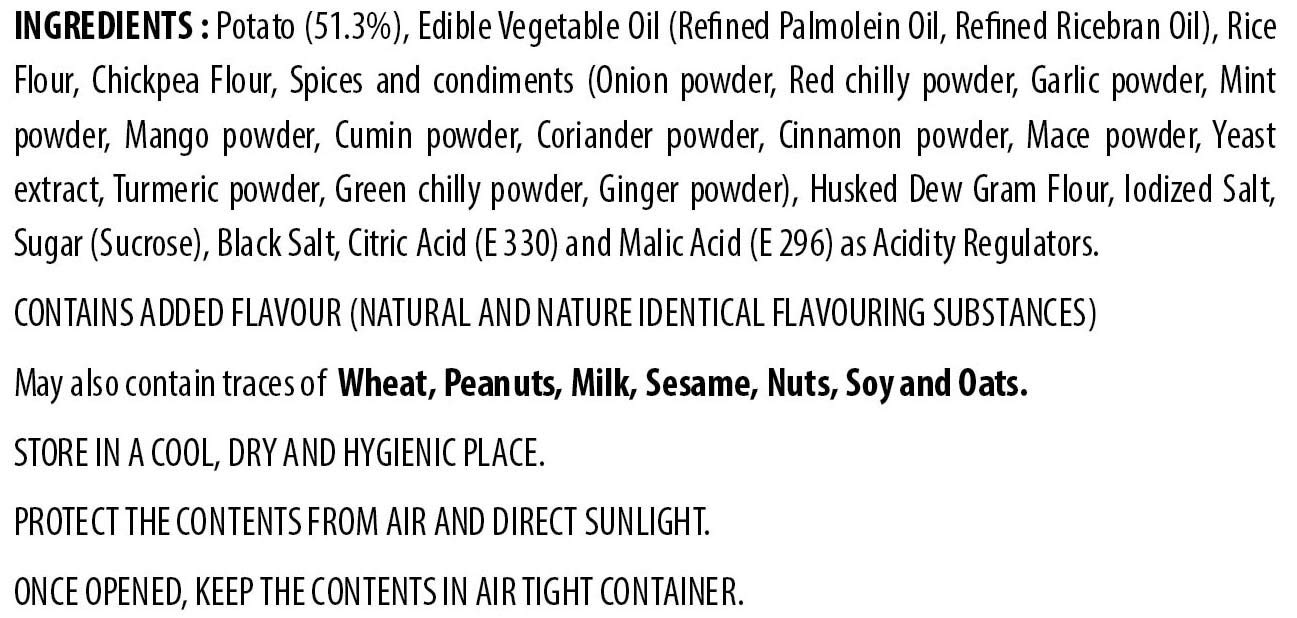 INGREDIENTS : Potato (51.3%), Edible Vegetable Oil (Refined Palmolein Oil, Refined Ricebran Oil), Rice
Flour, Chickpea Flour, Spices and condiments (Onion powder, Red chilly powder, Garlic powder, Mint
powder, Mango powder, Cumin powder, Coriander powder, Cinnamon powder, Mace powder, Yeast
extract, Turmeric powder, Green chilly powder, Ginger powder), Husked Dew Gram Flour, Iodized Salt,
Sugar (Sucrose), Black Salt, Citric Acid (E 330) and Malic Acid (E 296) as Acidity Regulators.
CONTAINS ADDED FLAVOUR (NATURAL AND NATURE IDENTICAL FLAVOURING SUBSTANCES)
May also contain traces of Wheat, Peanuts, Milk, Sesame, Nuts, Soy and Oats.
STORE IN A COOL, DRY AND HYGIENIC PLACE.
PROTECT THE CONTENTS FROM AIR AND DIRECT SUNLIGHT.
ONCE OPENED, KEEP THE CONTENTS IN AIR TIGHT CONTAINER.